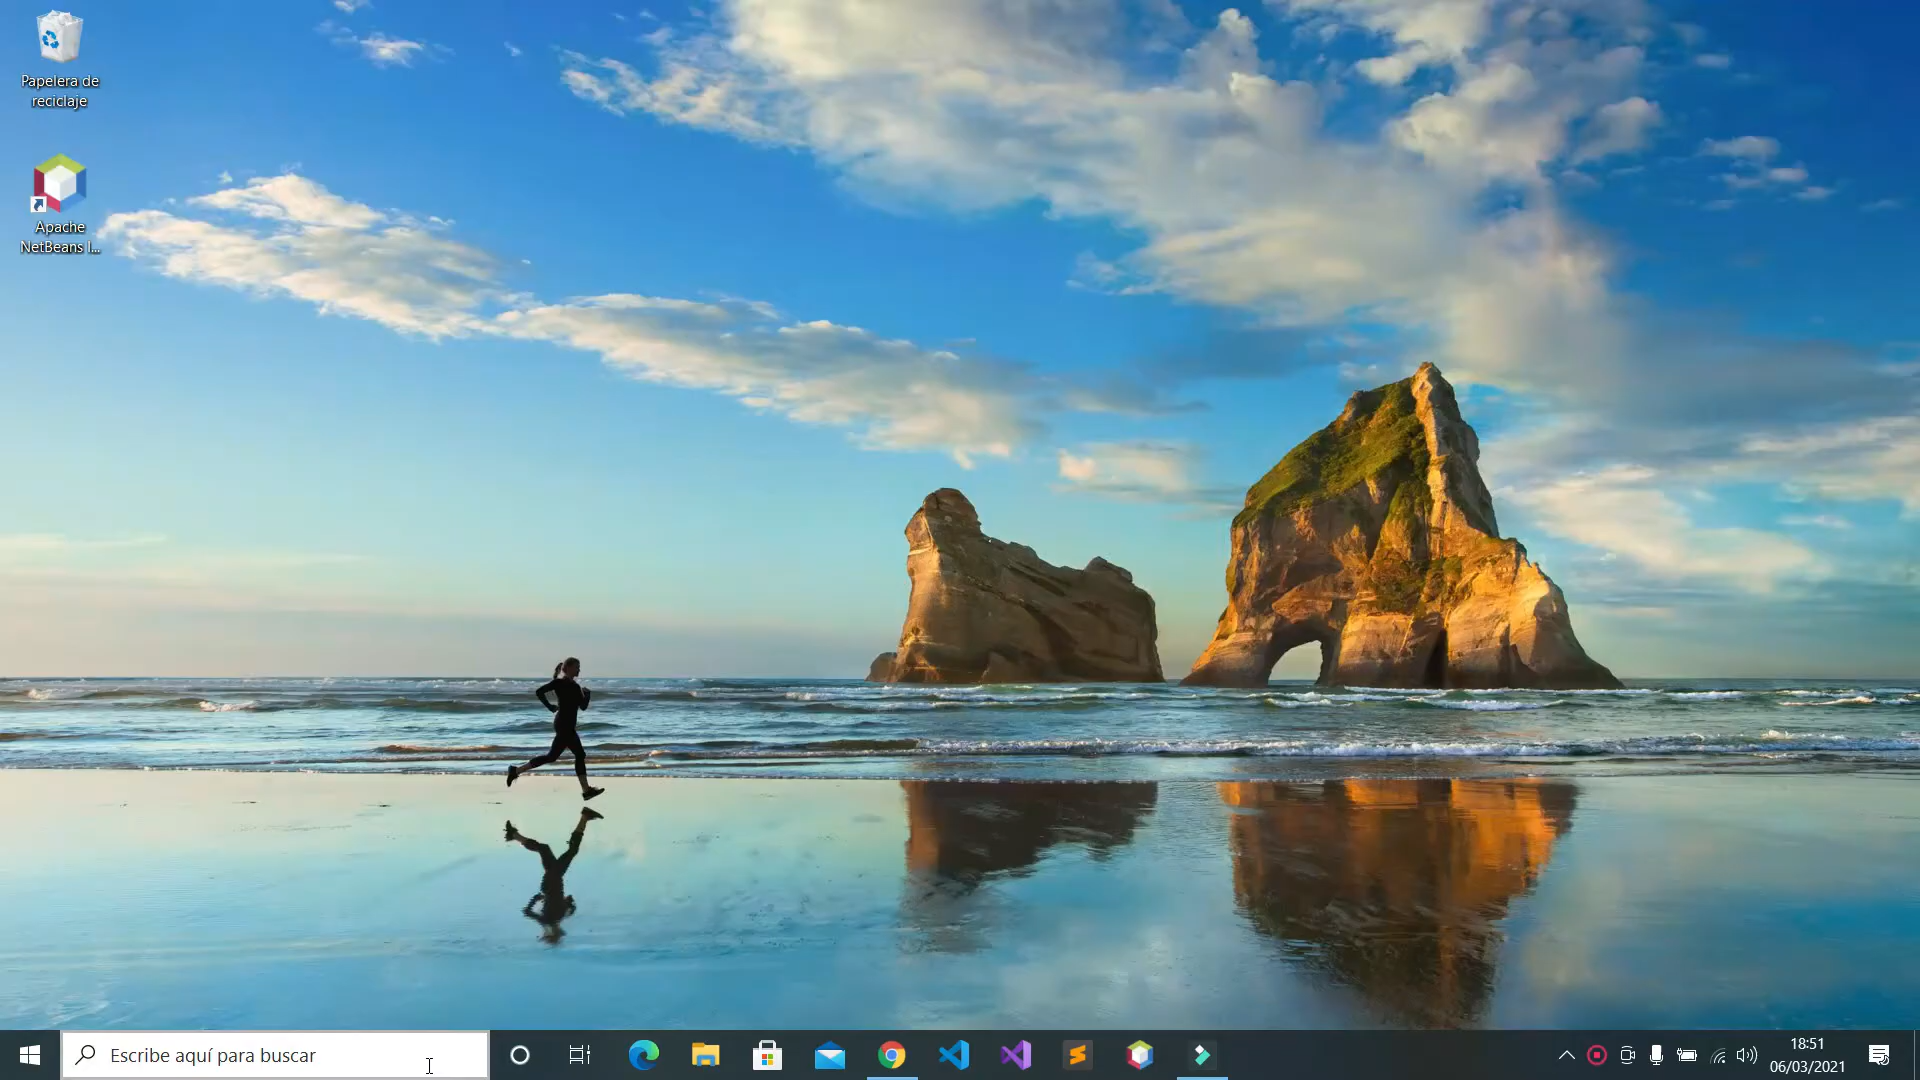 Papelera de
reciclaje
Apache
NetBeans I...
Escribe aquí para buscar
18:51
06/03/2021